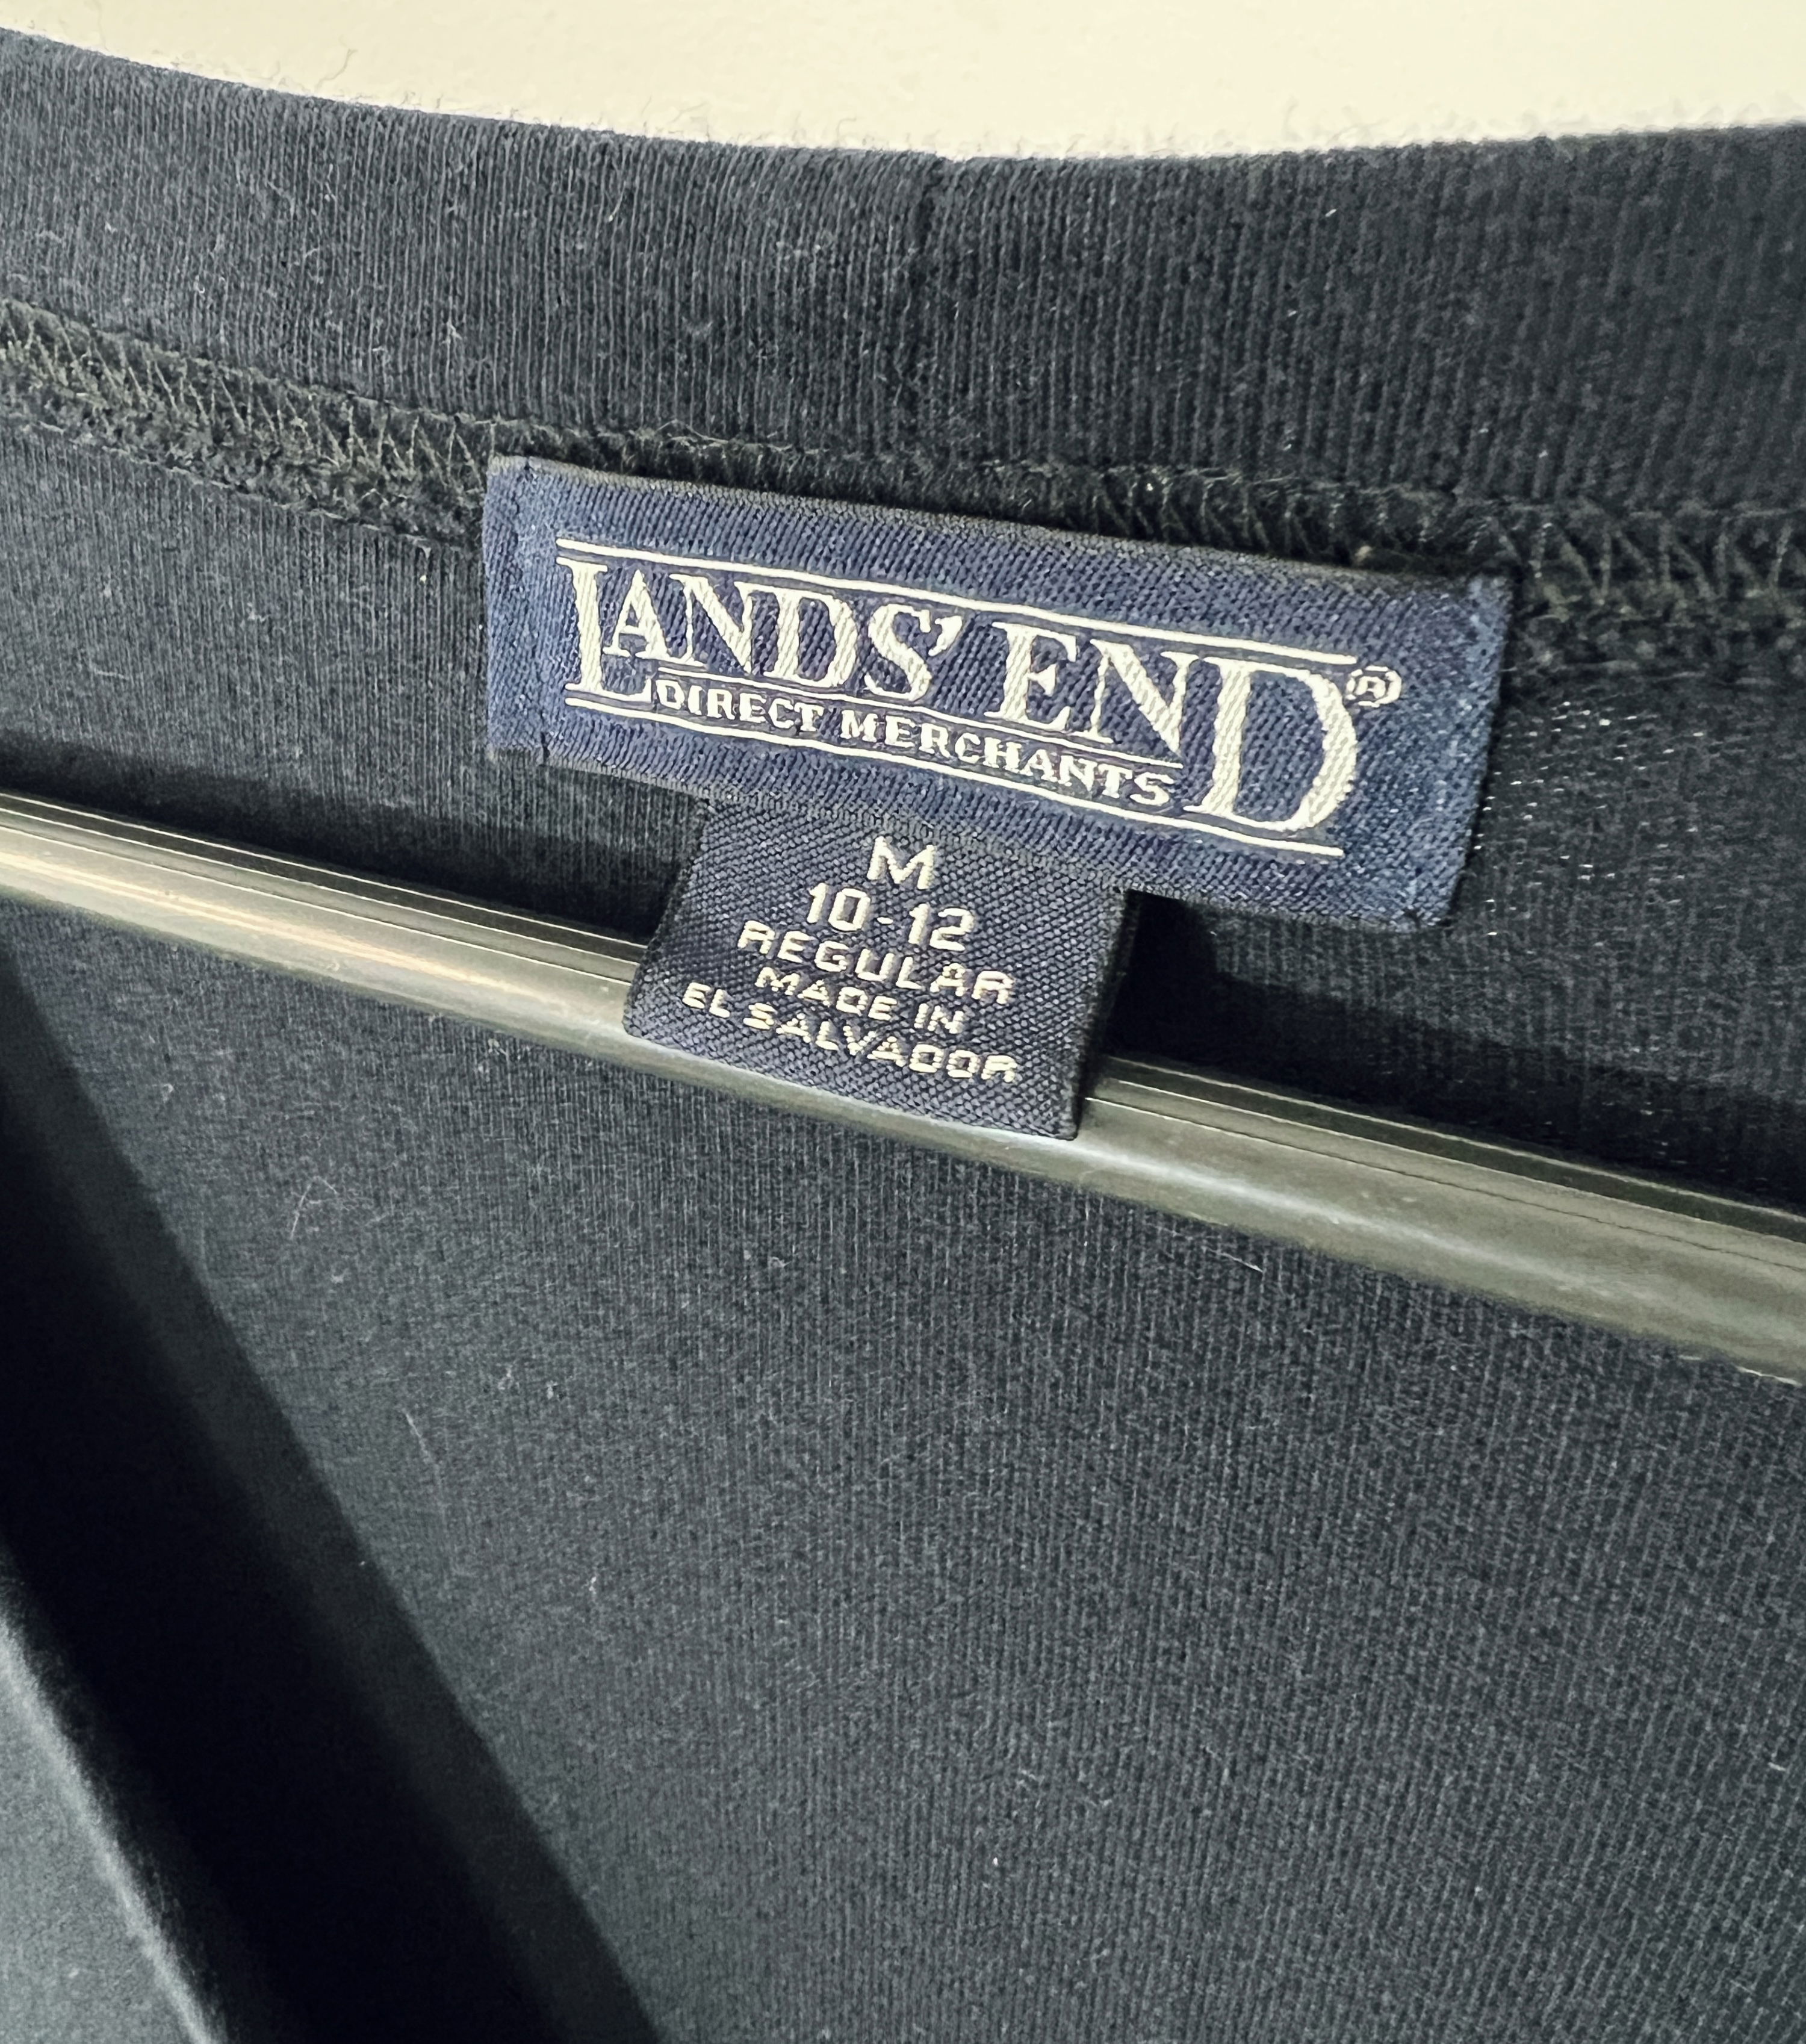 LANDS' END®
DIRECT MERCHANTS
M
10-12
REGULAR
MADE IN
EL SALVADOR